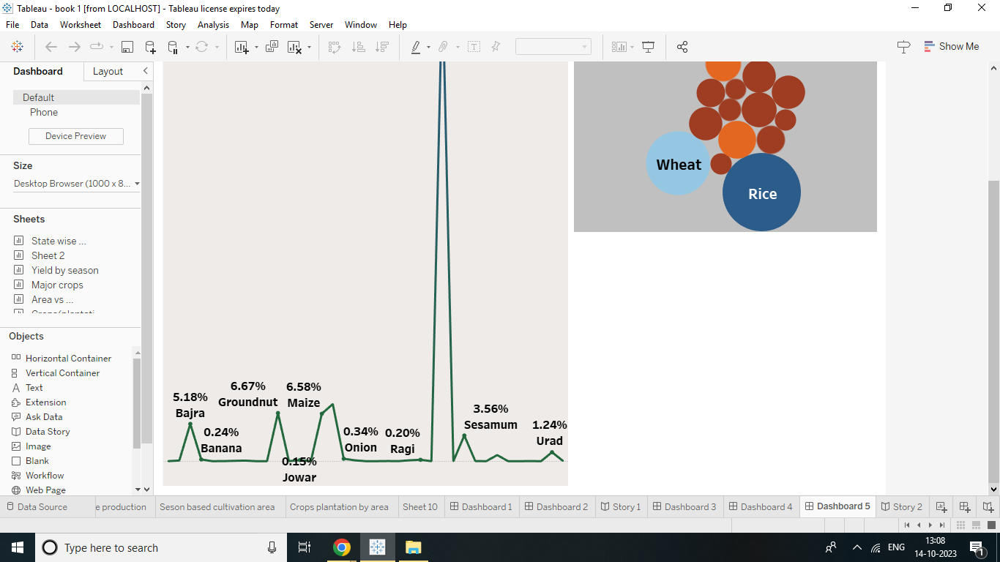 Tableau - book 1 [from LOCALHOST] - Tableau license expires today
File Data Worksheet Dashboard Story Analysis Map Format Server Window Help
Show Me
Dashboard Layout
Default
Phone
Device Preview
Size
Desktop Browser (1000 x 8...
Sheets
State wise ...
Sheet 2
Yield by season
Major crops
Area vs ...
Objects
Horizontal Container
Vertical Container
Text
Extension
Ask Data
Data Story
Image
Blank
Workflow
Web Page
5.18%
Bajra
0.24%
Banana
6.67%
Groundnut
0.15%
Jowar
6.58%
Maize
0.34%
Onion
0.20%
Ragi
3.56%
Sesamum
1.24%
Urad
Wheat
Rice
Data Source e production Seson based cultivation area Crops plantation by area Sheet 10 Dashboard 1 Dashboard 2 Story 1 Dashboard 3 Dashboard 4 Dashboard 5 Story 2
Type here to search
ENG
13:08
14-10-2023
1